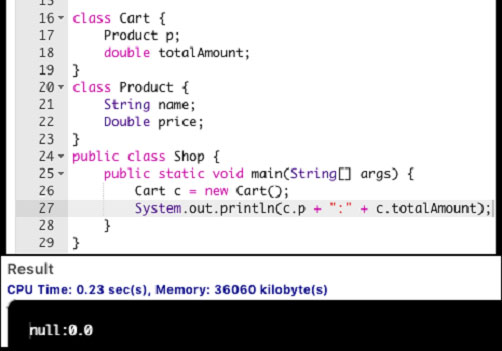 15
16 class Cart {
17     Product p;
18     double totalAmount;
19 }
20 class Product {
21     String name;
22     Double price;
23 }
24 public class Shop {
25     public static void main(String[] args) {
26         Cart c = new Cart();
27         System.out.println(c.p + ":" + c.totalAmount);
28     }
29 }
Result
CPU Time: 0.23 sec(s), Memory: 36060 kilobyte(s)
null:0.0